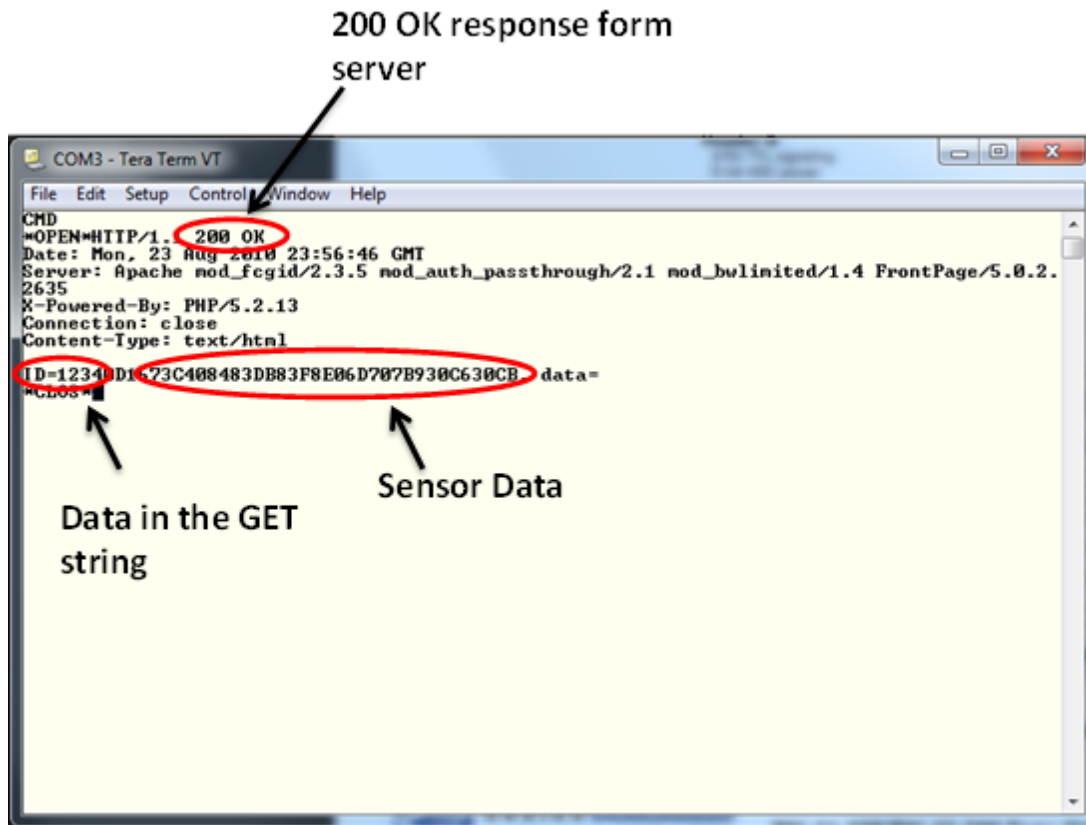 200 OK response form
server
COM3 - Tera Term VT
File Edit Setup Control Window Help
CMD
*OPEN*HTTP/1. 200 OK
Date: Mon, 23 Aug 2010 23:56:46 GMT
Server: Apache mod_fcgid/2.3.5 mod_auth_passthrough/2.1 mod_bwlimited/1.4 FrontPage/5.0.2.
2635
X-Powered-By: PHP/5.2.13
Connection: close
Content-Type: text/html
data=
*CLOS*
Sensor Data
Data in the GET
string